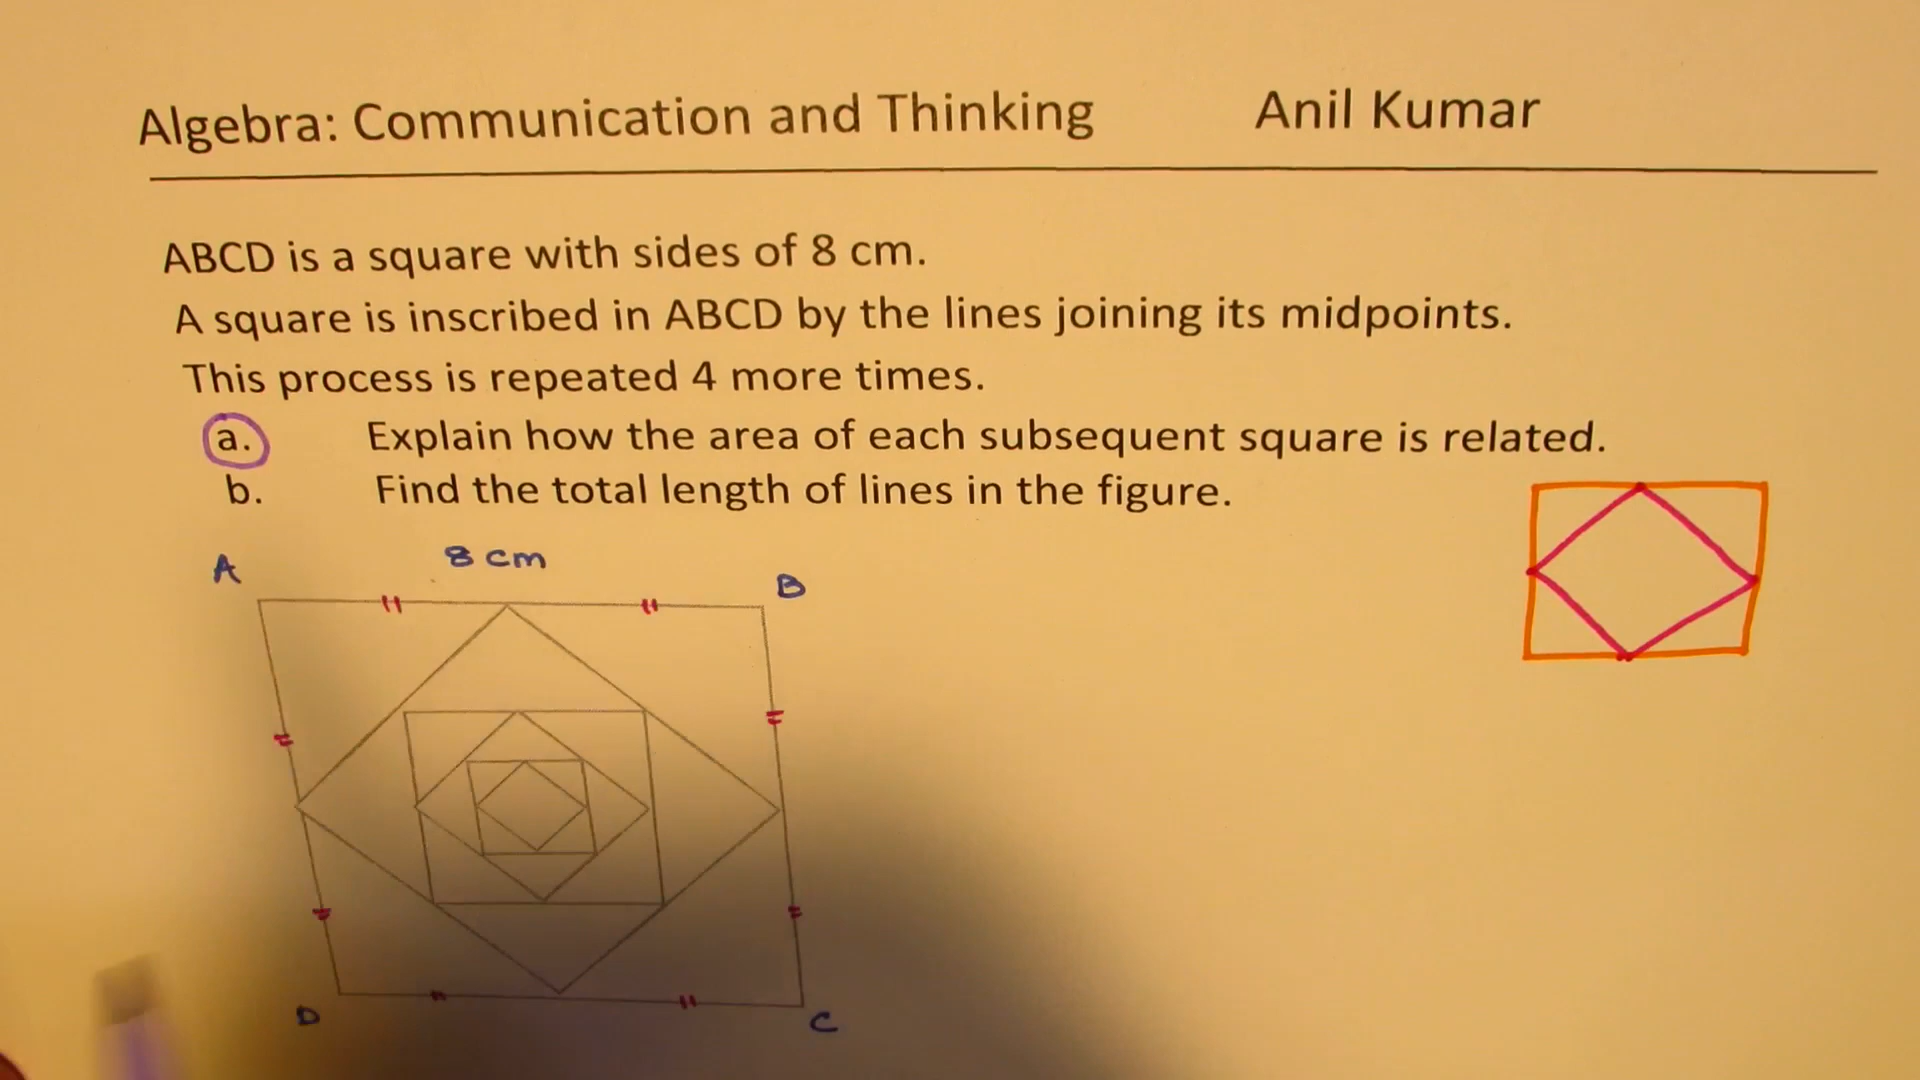 Algebra: Communication and Thinking Anil Kumar
ABCD is a square with sides of 8 cm.
A square is inscribed in ABCD by the lines joining its midpoints.
This process is repeated 4 more times.
a. Explain how the area of each subsequent square is related.
b. Find the total length of lines in the figure.
A 8 cm B
D C